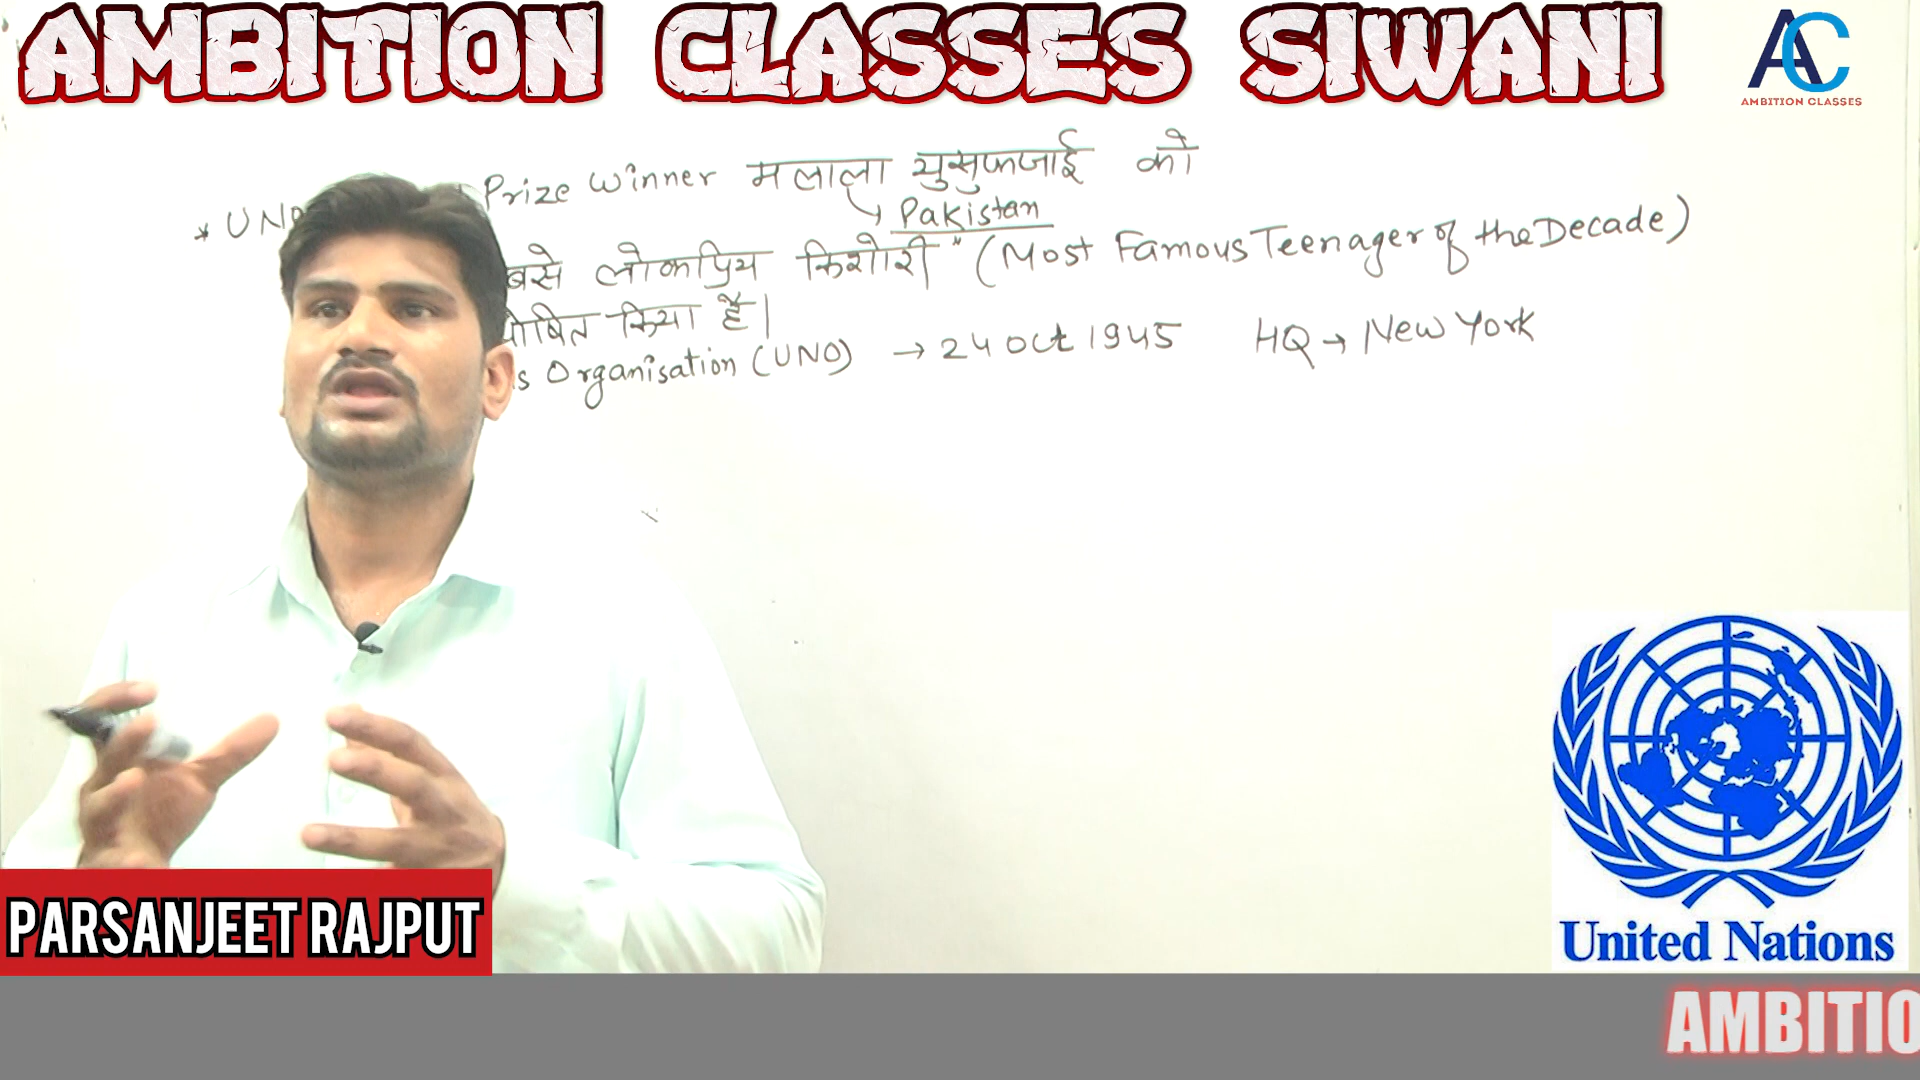 AMBITION CLASSES SIWANI
AC
AMBITION CLASSES
* UNO Prize Winner मलाला युसुफजाई को
Pakistan
बसे लोकप्रिय किशोरी" (Most Famous Teenager of the Decade)
घोषित किया है।
s Organisation (UNO) → 24 Oct 1945 HQ → New York
PARSANJEET RAJPUT
United Nations
AMBITIO